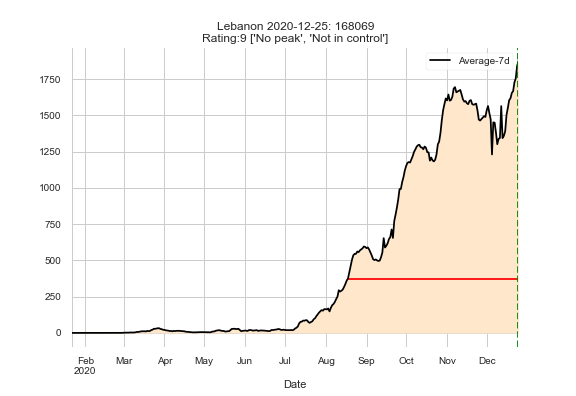 Lebanon 2020-12-25: 168069
Rating:9 ['No peak', 'Not in control']
Average-7d
1750
1500
1250
1000
750
500
250
0
Feb Mar Apr May Jun Jul Aug Sep Oct Nov Dec
2020
Date